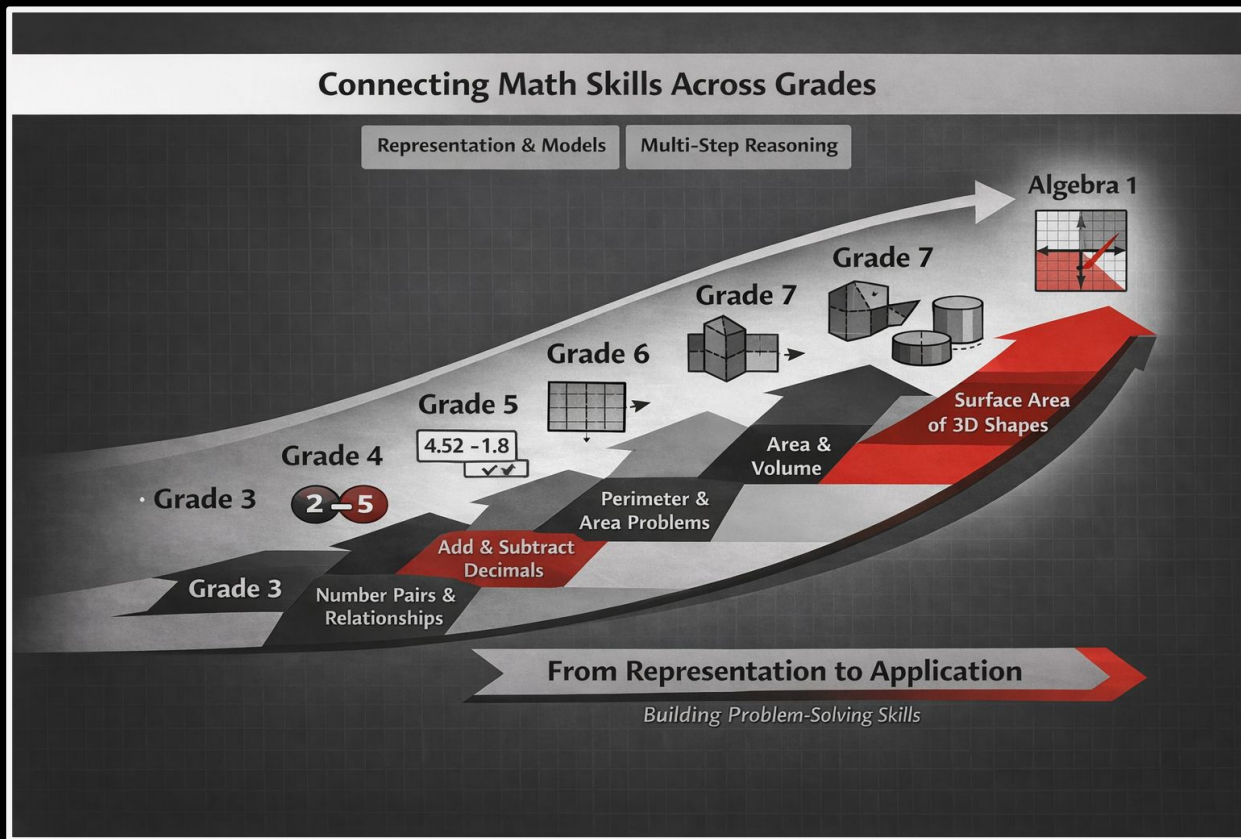 Connecting Math Skills Across Grades
Representation & Models
Multi-Step Reasoning
Algebra 1
Grade 7
Grade 7
Grade 6
Grade 5
4.52 -1.8
Grade 4
2-5
Grade 3
Surface Area
of 3D Shapes
Area &
Volume
Perimeter &
Area Problems
Add & Subtract
Decimals
Grade 3
Number Pairs &
Relationships
From Representation to Application
Building Problem-Solving Skills